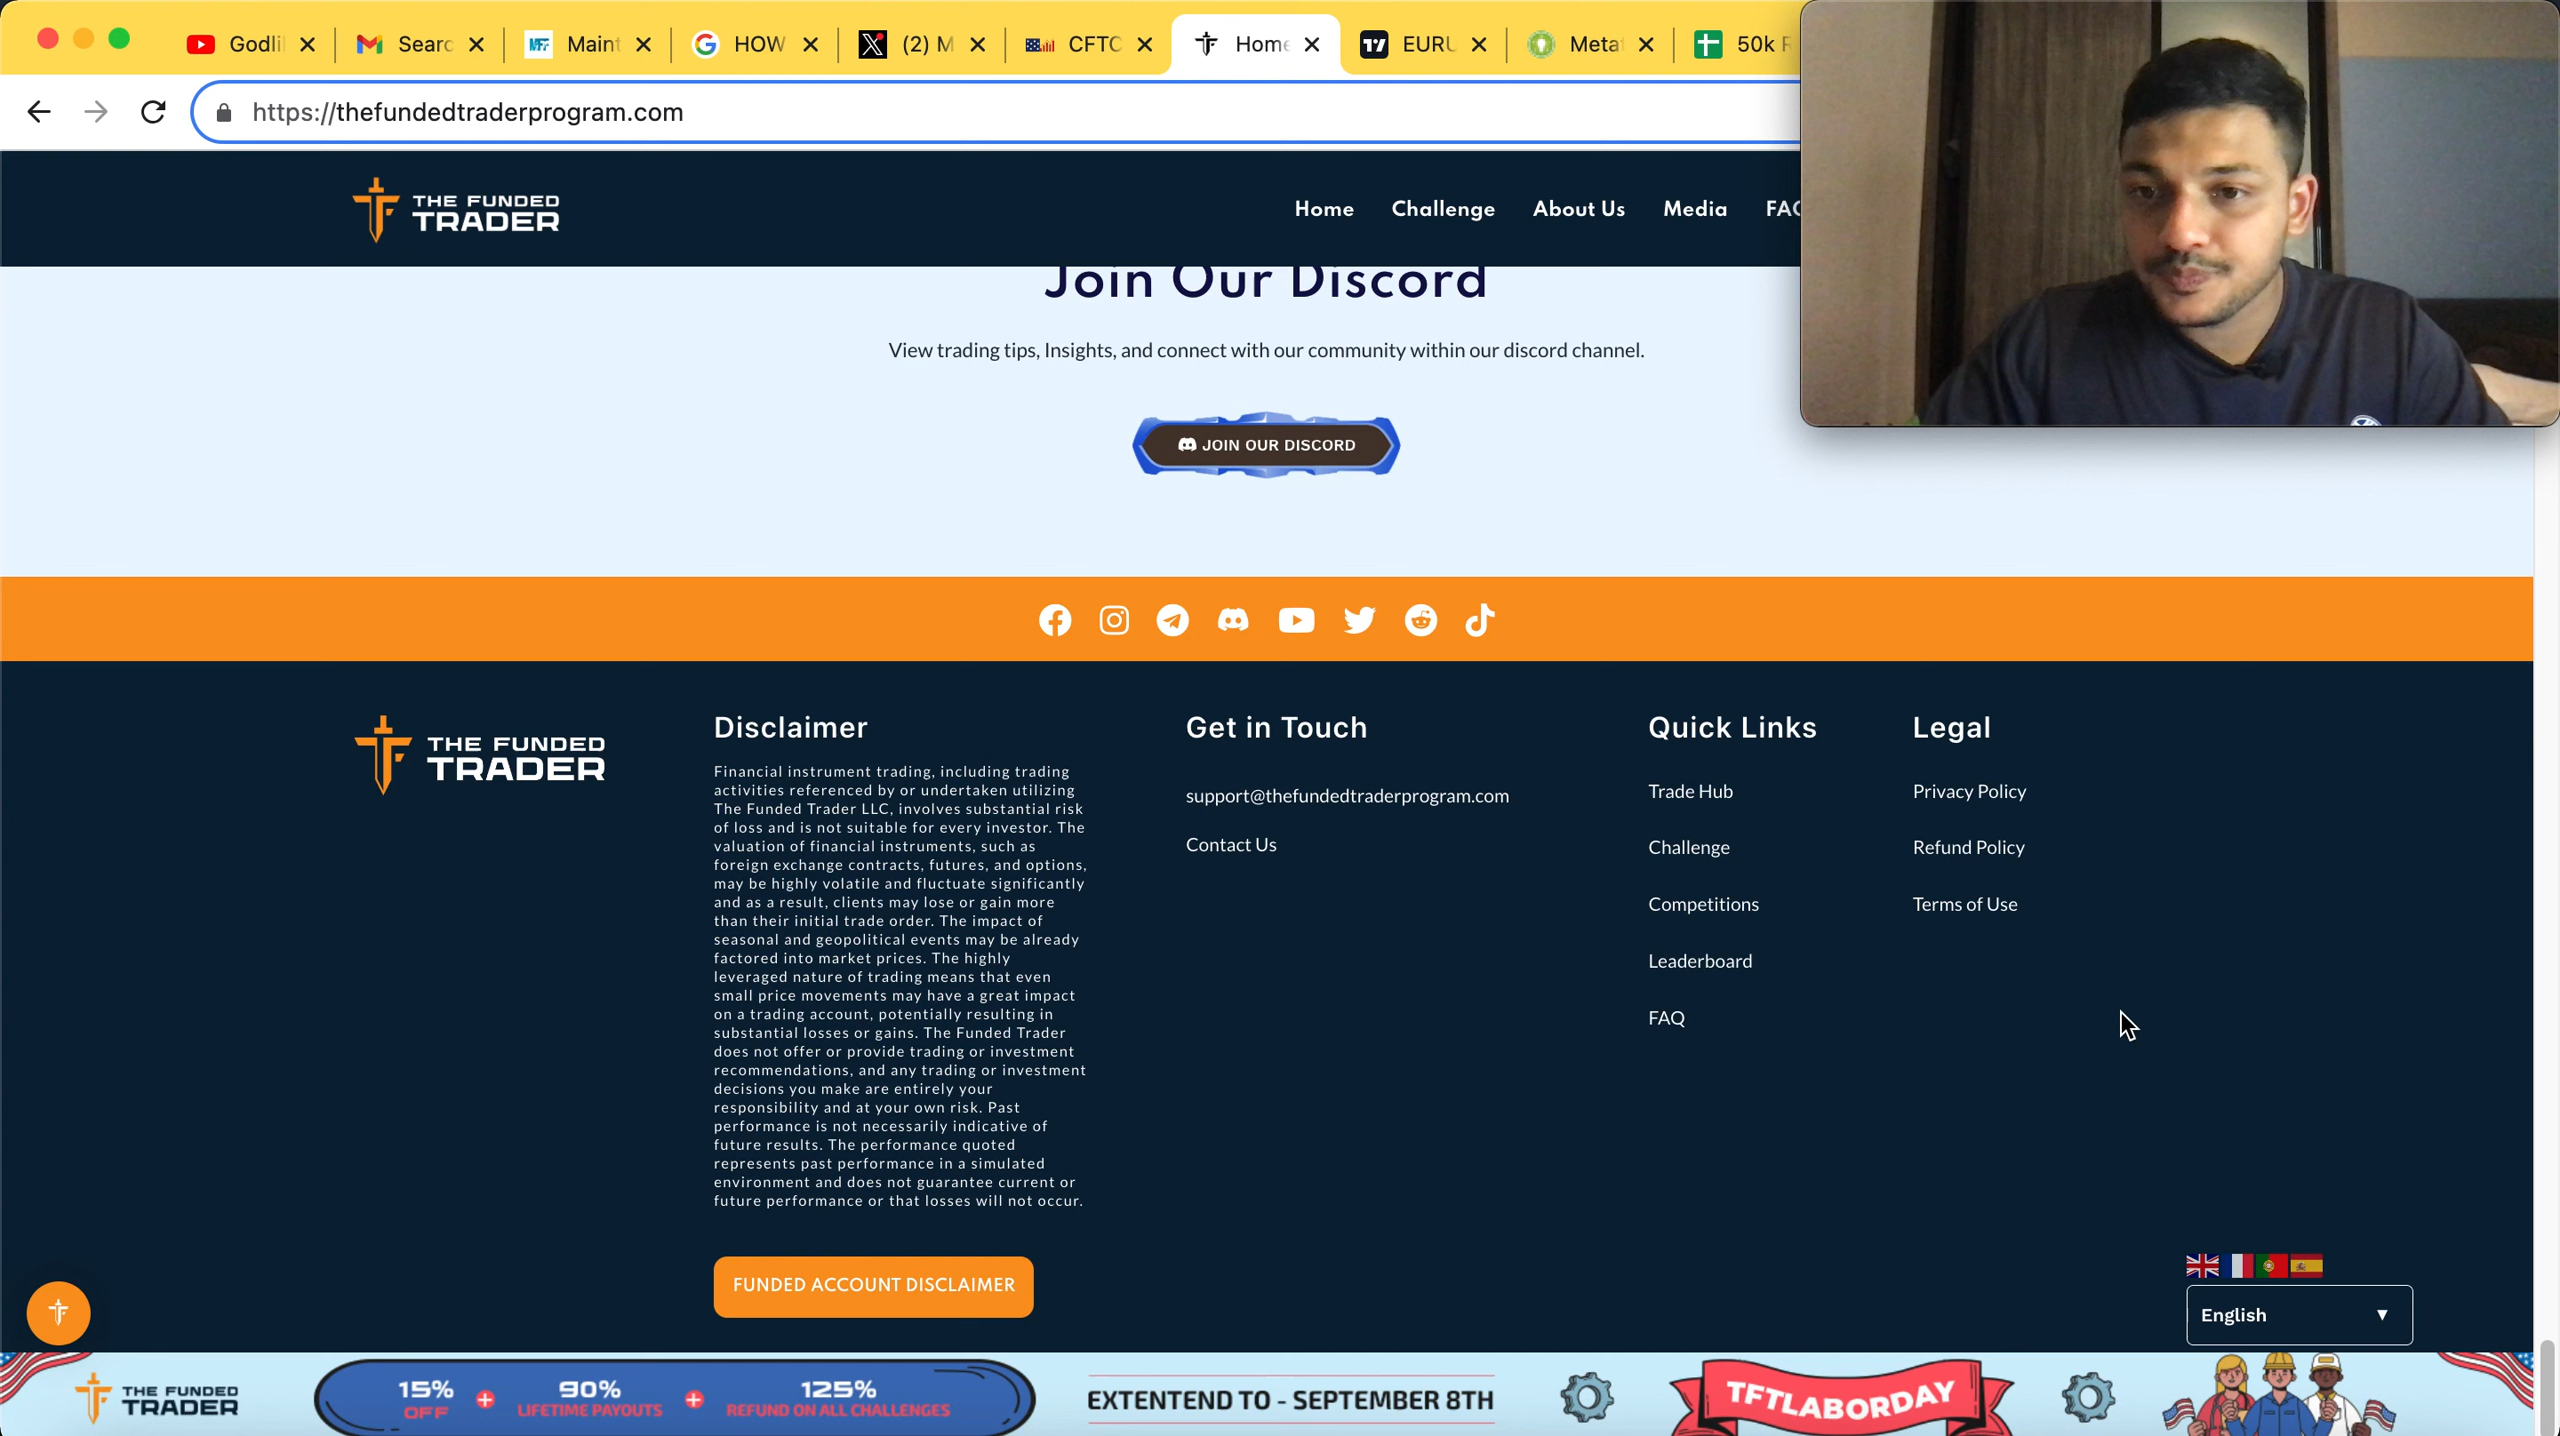 Godli
Searc
MFF
Maint
HOW
(2) M
CFTC
Home
EURU
Meta
50k
https://thefundedtraderprogram.com
THE FUNDED
TRADER
Home
Challenge
About Us
Media
FAQ
Join Our Discord
View trading tips, Insights, and connect with our community within our discord channel.
JOIN OUR DISCORD
THE FUNDED
TRADER
Disclaimer
Financial instrument trading, including trading
activities referenced by or undertaken utilizing
The Funded Trader LLC, involves substantial risk
of loss and is not suitable for every investor. The
valuation of financial instruments, such as
foreign exchange contracts, futures, and options,
may be highly volatile and fluctuate significantly
and as a result, clients may lose or gain more
than their initial trade order. The impact of
seasonal and geopolitical events may be already
factored into market prices. The highly
leveraged nature of trading means that even
small price movements may have a great impact
on a trading account, potentially resulting in
substantial losses or gains. The Funded Trader
does not offer or provide trading or investment
recommendations, and any trading or investment
decisions you make are entirely your
responsibility and at your own risk. Past
performance is not necessarily indicative of
future results. The performance quoted
represents past performance in a simulated
environment and does not guarantee current or
future performance or that losses will not occur.
FUNDED ACCOUNT DISCLAIMER
Get in Touch
support@thefundedtraderprogram.com
Contact Us
Quick Links
Trade Hub
Challenge
Competitions
Leaderboard
FAQ
Legal
Privacy Policy
Refund Policy
Terms of Use
English
THE FUNDED
TRADER
15%
OFF
+
90%
LIFETIME PAYOUTS
+
125%
REFUND ON ALL CHALLENGES
EXTENTEND TO - SEPTEMBER 8TH
TFTLABORDAY